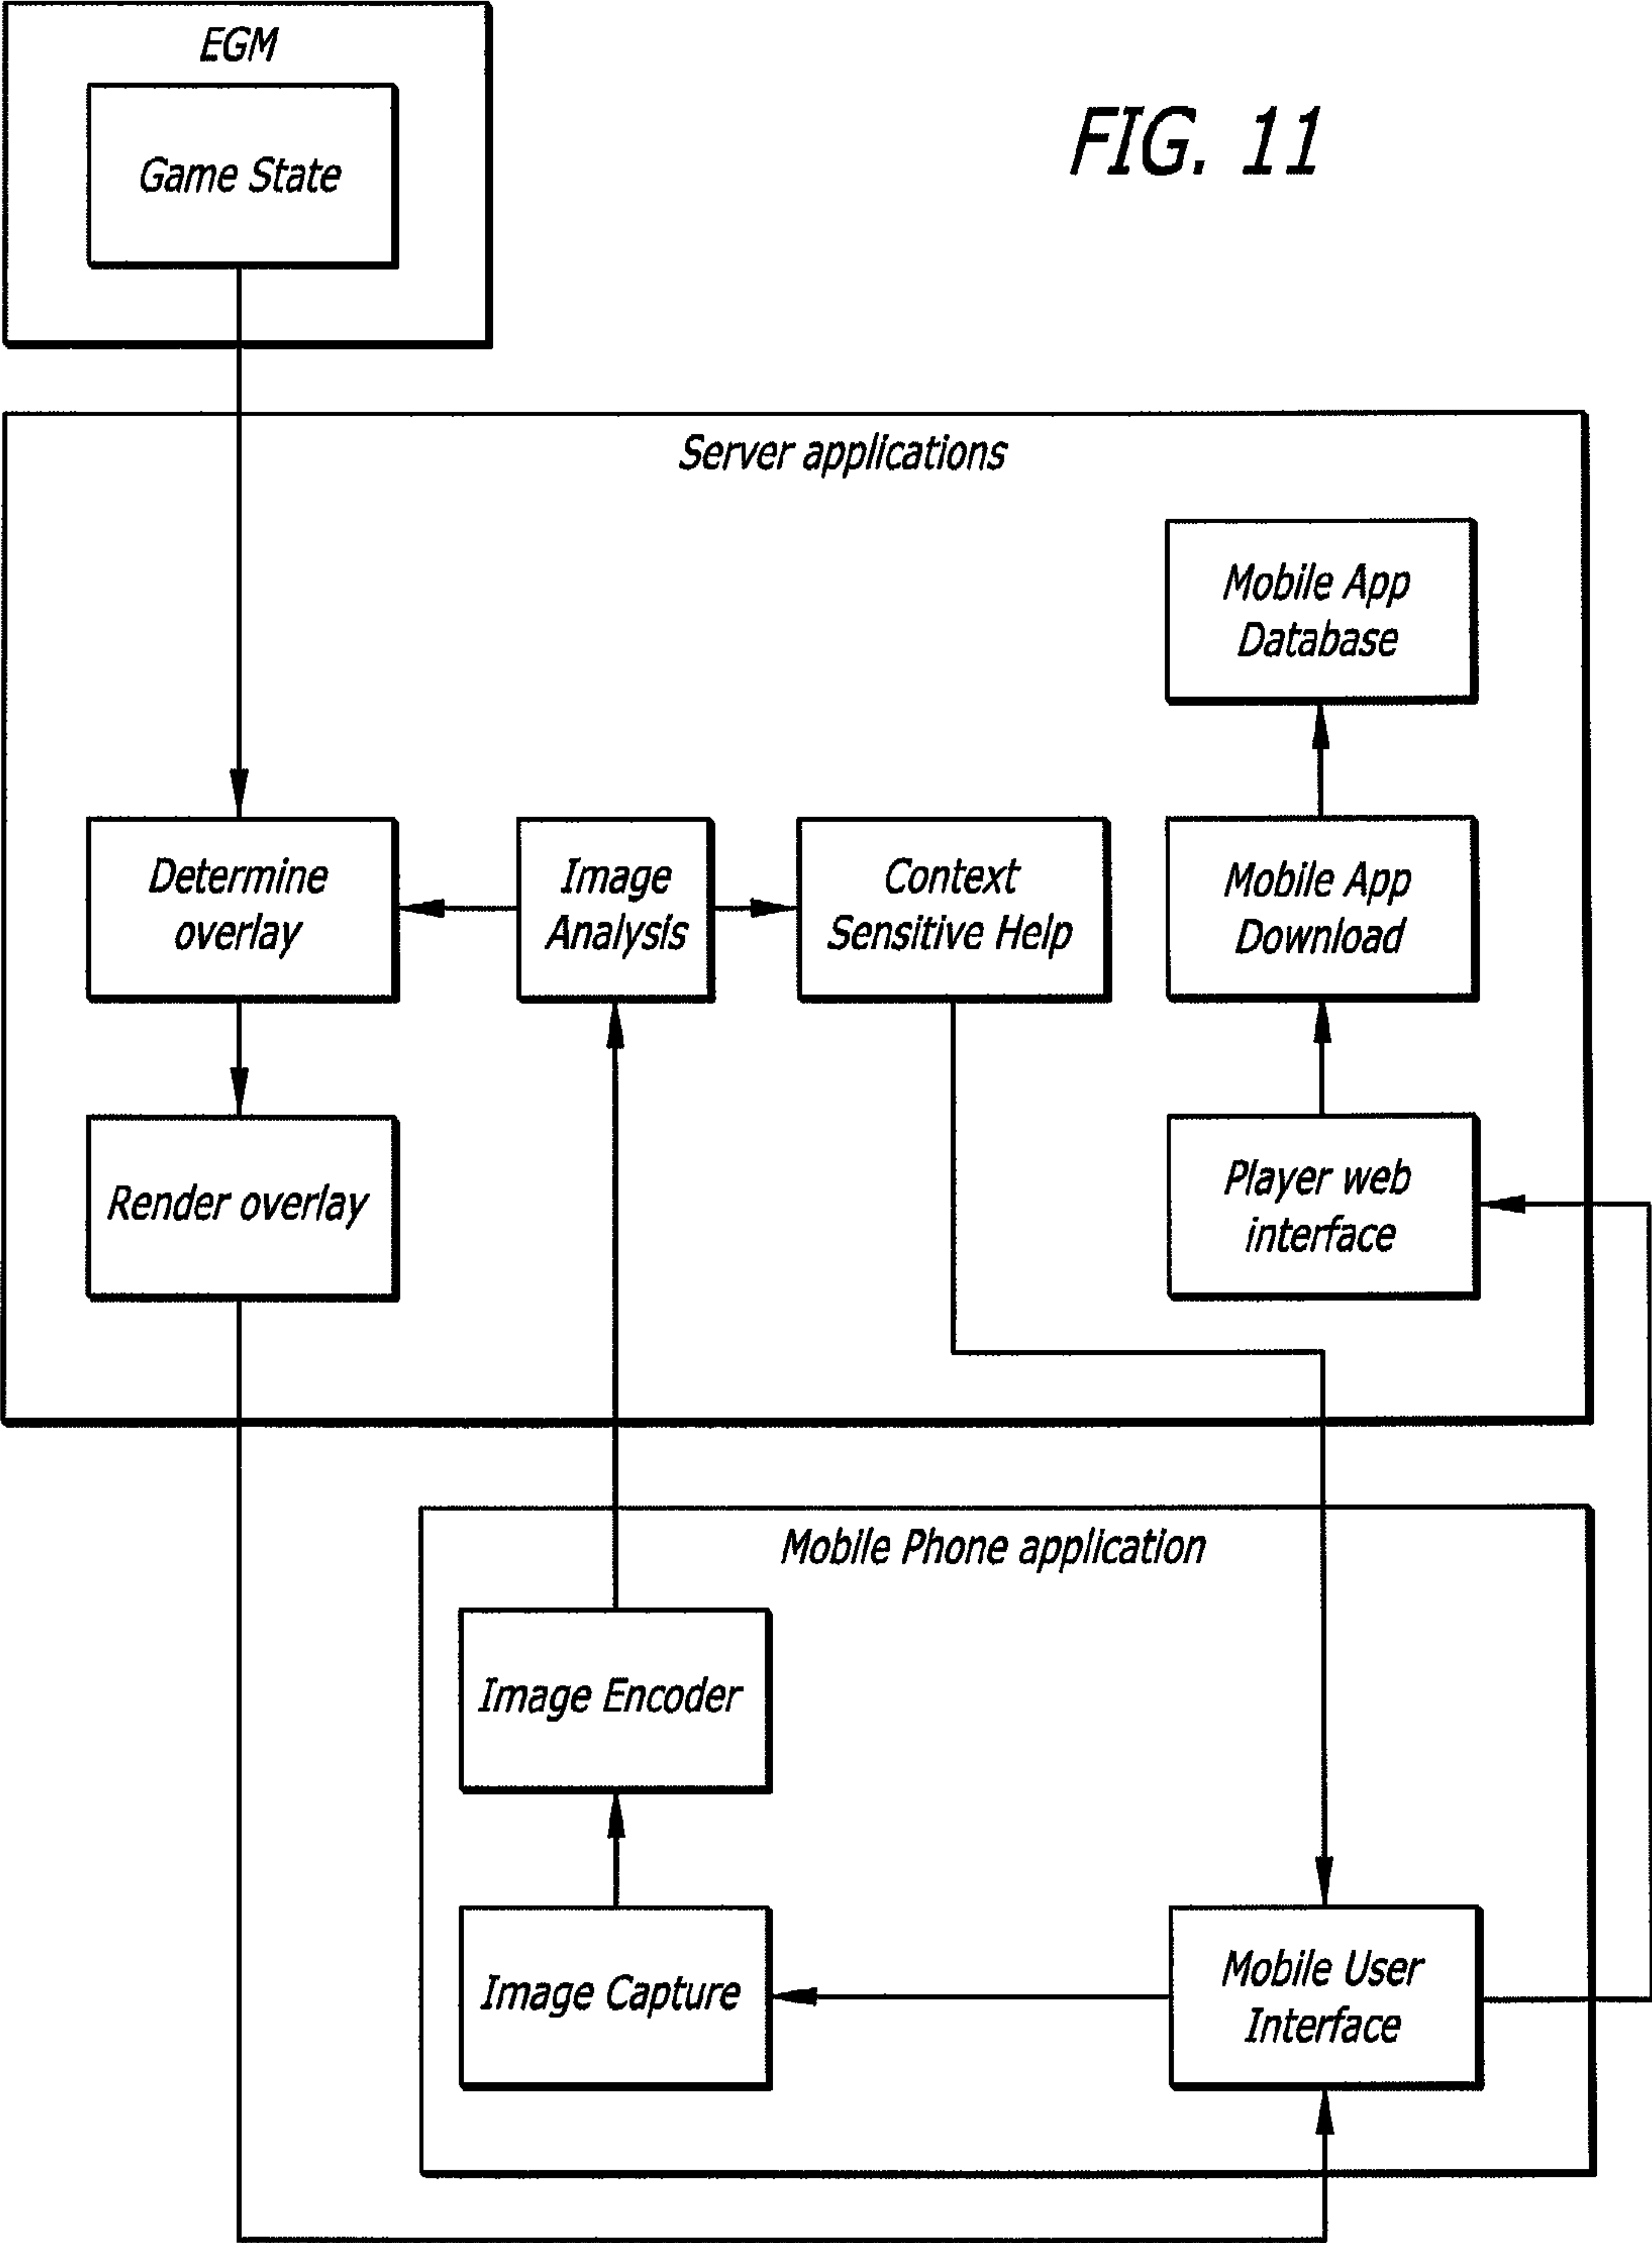 EGM
Game State
FIG. 11
Server applications
Mobile App
Database
Determine
overlay
Image
Analysis
Context
Sensitive Help
Mobile App
Download
Render overlay
Player web
interface
Mobile Phone application
Image Encoder
Image Capture
Mobile User
Interface